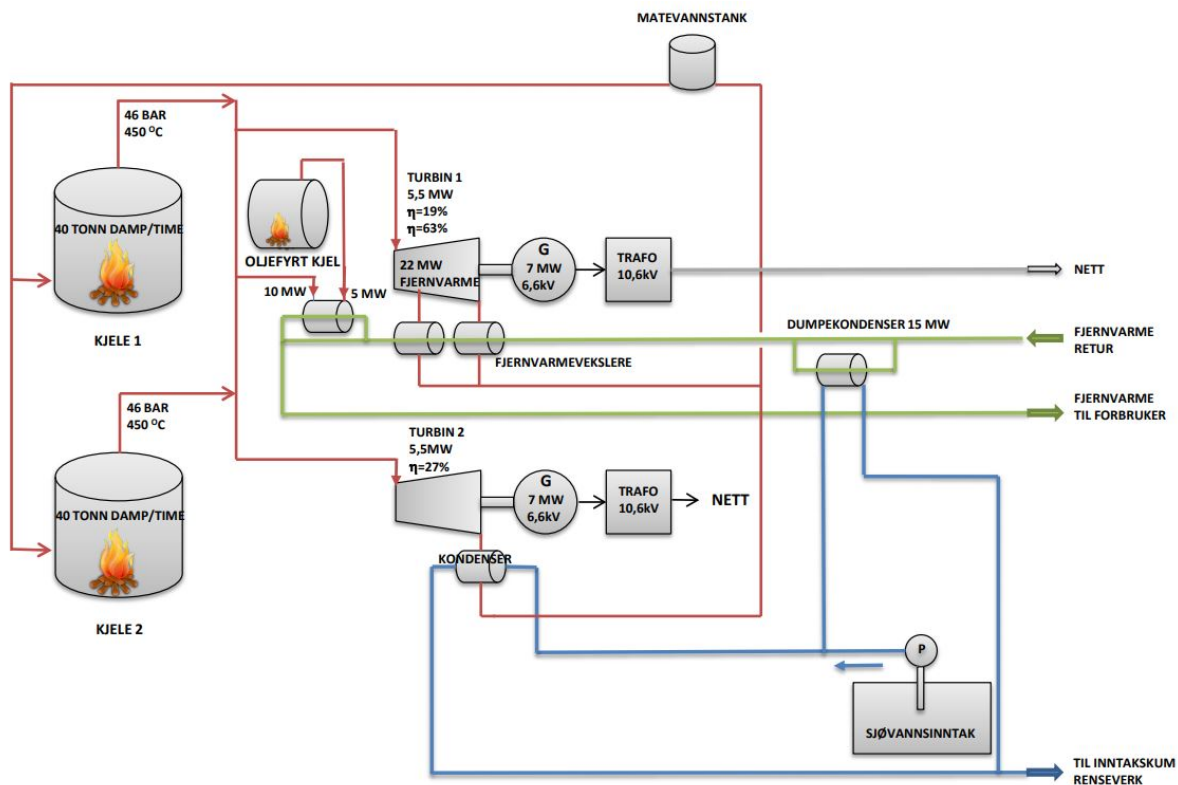 MATEVANNSTANK
46 BAR
450 ᴼC
40 TONN DAMP/TIME
KJELE 1
OLJEFYRT KJEL
10 MW
5 MW
TURBIN 1
5,5 MW
η=19%
η=63%
22 MW
FJERNVARME
G
7 MW
6,6kV
TRAFO
10,6kV
NETT
FJERNVARMEVEKSLERE
DUMPEKONDENSER 15 MW
FJERNVARME
RETUR
FJERNVARME
TIL FORBRUKER
46 BAR
450 ᴼC
40 TONN DAMP/TIME
KJELE 2
TURBIN 2
5,5MW
η=27%
G
7 MW
6,6kV
TRAFO
10,6kV
NETT
KONDENSER
P
SJØVANNSINNTAK
TIL INNTAKSKUM
RENSEVERK